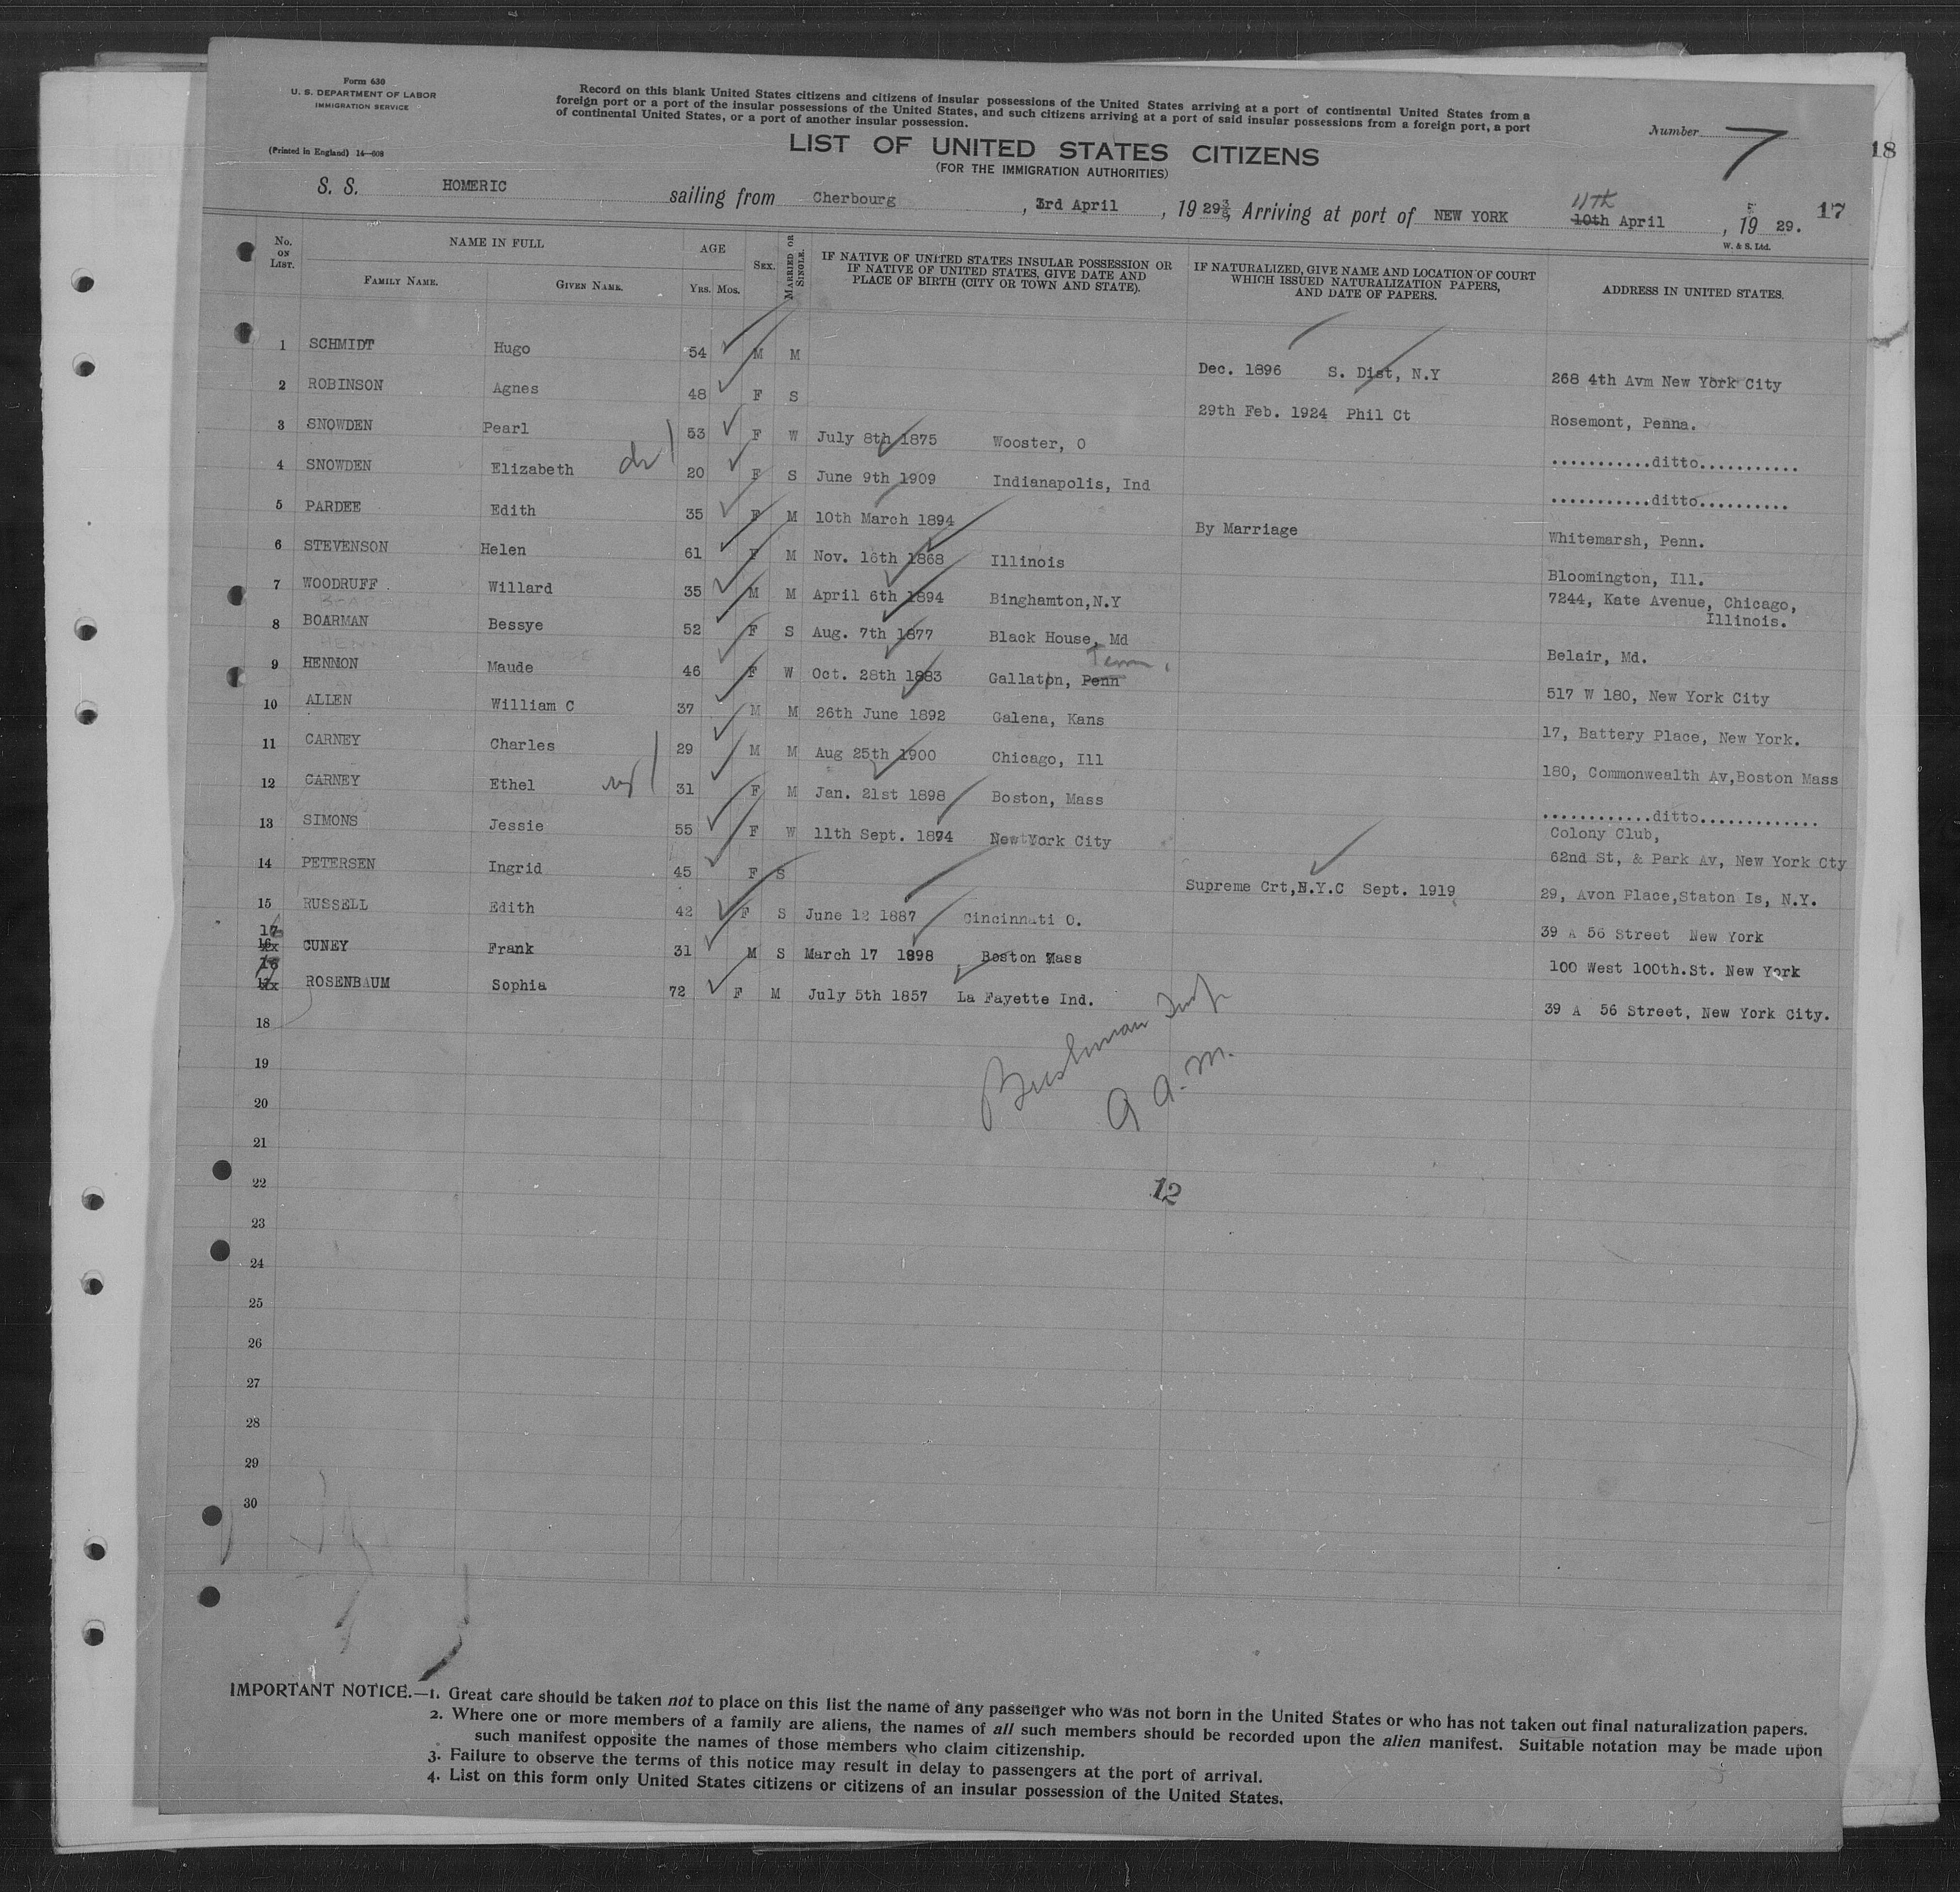 Form 630
U. S. DEPARTMENT OF LABOR
IMMIGRATION SERVICE
(Printed in England) 14—608
Record on this blank United States citizens and citizens of insular possessions of the United States arriving at a port of continental United States from a
foreign port or a port of the insular possessions of the United States, and such citizens arriving at a port of said insular possessions from a foreign port, a port
of continental United States, or a port of another insular possession.
Number 7
18
LIST OF UNITED STATES CITIZENS
(FOR THE IMMIGRATION AUTHORITIES)
11th
17
S. S. HOMERIC sailing from Cherbourg, 3rd April, 1929, Arriving at port of NEW YORK 10th April, 1929.
W. & S. Ltd.
No. ON LIST. NAME IN FULL FAMILY NAME. GIVEN NAME. AGE YRS. MOS. SEX. MARRIED OR SINGLE. IF NATIVE OF UNITED STATES INSULAR POSSESSION OR IF NATIVE OF UNITED STATES, GIVE DATE AND PLACE OF BIRTH (CITY OR TOWN AND STATE). IF NATURALIZED, GIVE NAME AND LOCATION OF COURT WHICH ISSUED NATURALIZATION PAPERS, AND DATE OF PAPERS. ADDRESS IN UNITED STATES.
1 SCHMIDT Hugo 54 M M Dec. 1896 S. Dist, N.Y 268 4th Avm New York City
2 ROBINSON Agnes 48 F S 29th Feb. 1924 Phil Ct Rosemont, Penna.
3 SNOWDEN Pearl 53 F W July 8th 1875 Wooster, O ...........ditto...........
4 SNOWDEN Elizabeth 20 F S June 9th 1909 Indianapolis, Ind ...........ditto..........
5 PARDEE Edith 35 F M 10th March 1894 By Marriage Whitemarsh, Penn.
6 STEVENSON Helen 61 F M Nov. 16th 1868 Illinois Bloomington, Ill.
7 WOODRUFF Willard 35 M M April 6th 1894 Binghamton,N.Y 7244, Kate Avenue, Chicago,
Illinois.
8 BOARMAN Bessye 52 F S Aug. 7th 1877 Black House, Md Belair, Md.
Tenn.
9 HENMON Maude 46 F W Oct. 28th 1883 Gallaton, Penn 517 W 180, New York City
10 ALLEN William C 37 M M 26th June 1892 Galena, Kans 17, Battery Place, New York.
11 CARNEY Charles 29 M M Aug 25th 1900 Chicago, Ill 180, Commonwealth Av,Boston Mass
12 CARNEY Ethel 31 F M Jan. 21st 1898 Boston, Mass ............ditto.............
13 SIMONS Jessie 55 F W 11th Sept. 1874 New York City Colony Club,
62nd St, & Park Av, New York Cty
14 PETERSEN Ingrid 45 F S Supreme Crt,N.Y.C Sept. 1919 29, Avon Place,Staton Is, N.Y.
15 RUSSELL Edith 42 F S June 12 1887 Cincinnati O. 39 A 56 Street New York
17
16 CUNEY Frank 31 M S March 17 1898 Boston Mass 100 West 100th.St. New York
16
17 ROSENBAUM Sophia 72 F M July 5th 1857 La Fayette Ind. 39 A 56 Street, New York City.
18
Bushman Insp
19
9 a.m.
20
21
22
12
23
24
25
26
27
28
29
30
IMPORTANT NOTICE.—1. Great care should be taken not to place on this list the name of any passenger who was not born in the United States or who has not taken out final naturalization papers.
2. Where one or more members of a family are aliens, the names of all such members should be recorded upon the alien manifest. Suitable notation may be made upon
such manifest opposite the names of those members who claim citizenship.
3. Failure to observe the terms of this notice may result in delay to passengers at the port of arrival.
4. List on this form only United States citizens or citizens of an insular possession of the United States.